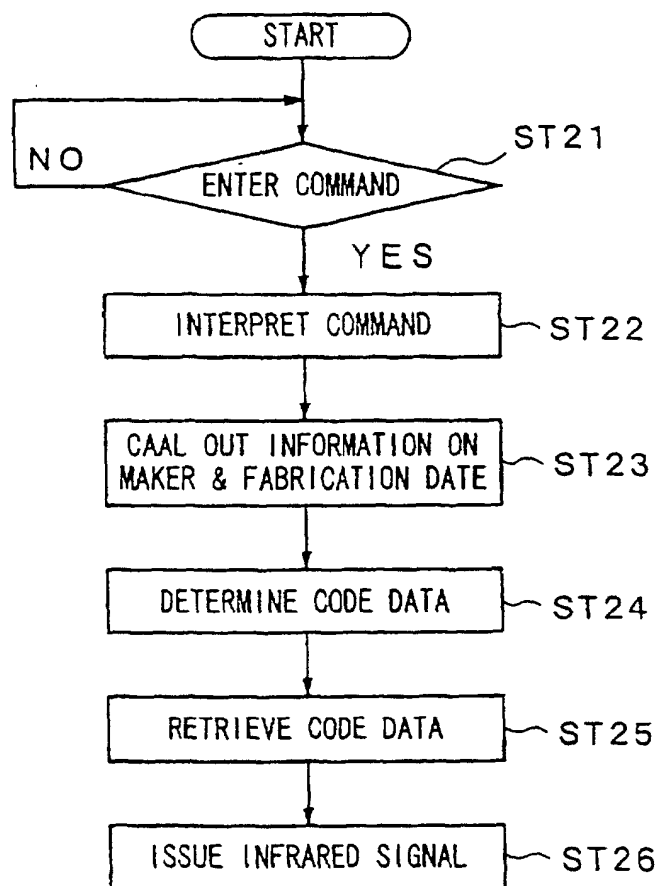 START
ST21
NO
ENTER COMMAND
YES
INTERPRET COMMAND
ST22
CAAL OUT INFORMATION ON
MAKER & FABRICATION DATE
ST23
DETERMINE CODE DATA
ST24
RETRIEVE CODE DATA
ST25
ISSUE INFRARED SIGNAL
ST26